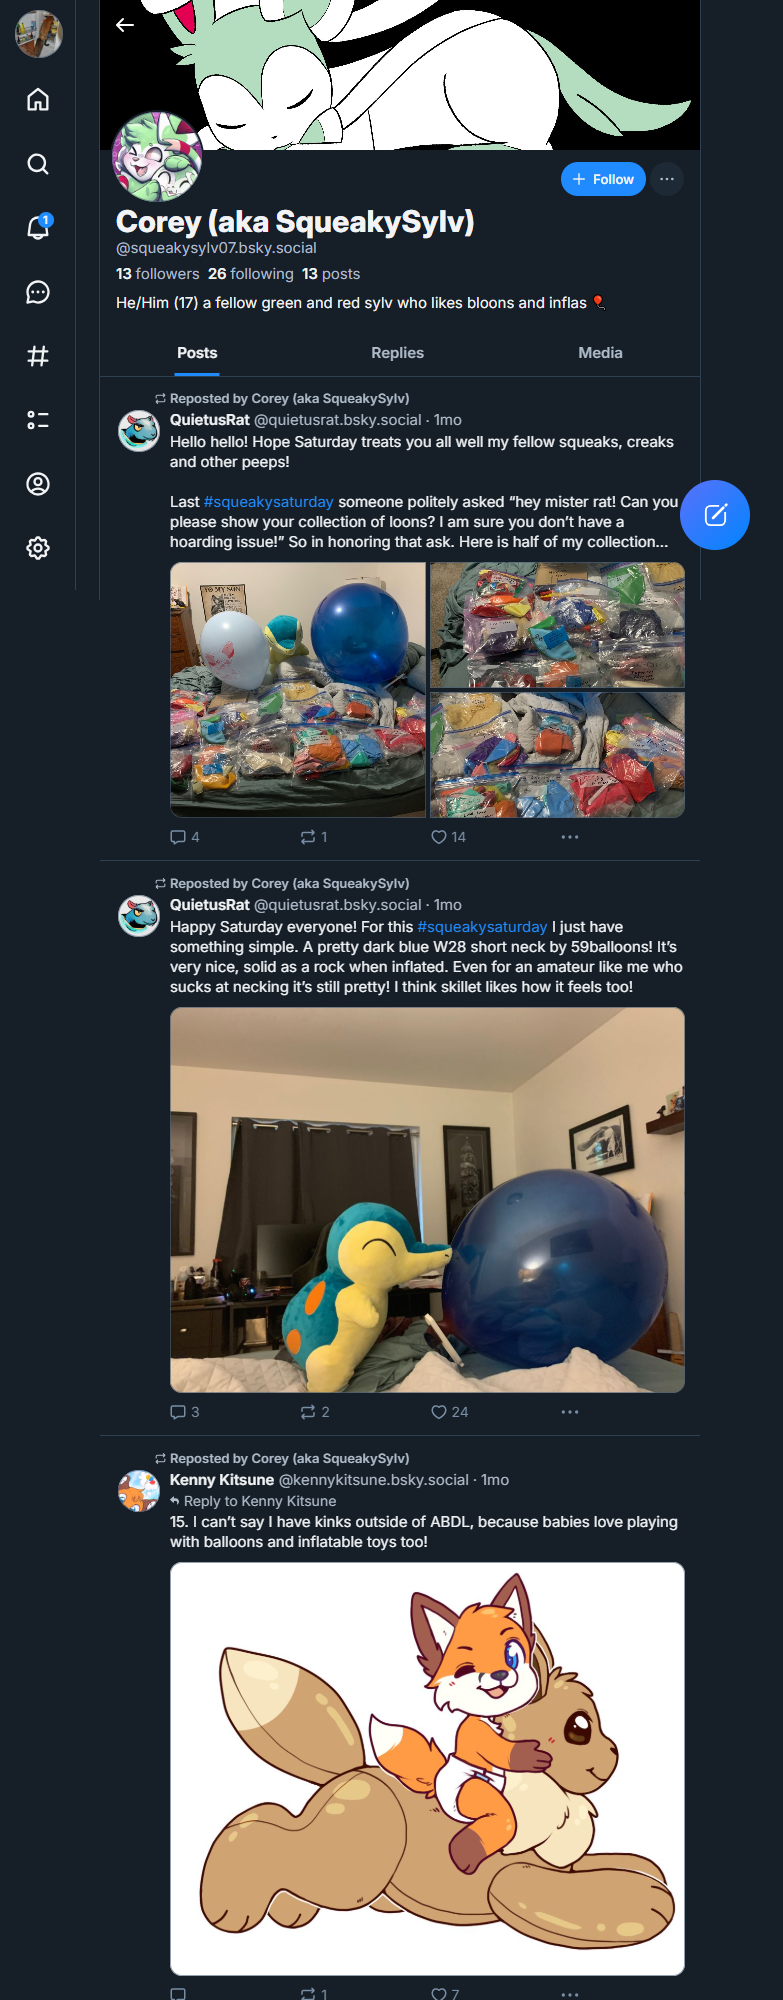 1
+ Follow
Corey (aka SqueakySylv)
@squeakysylv07.bsky.social
13 followers 26 following 13 posts
He/Him (17) a fellow green and red sylv who likes bloons and inflas 🎈
Posts Replies Media
Reposted by Corey (aka SqueakySylv)
QuietusRat @quietusrat.bsky.social · 1mo
Hello hello! Hope Saturday treats you all well my fellow squeaks, creaks
and other peeps!
Last #squeakysaturday someone politely asked “hey mister rat! Can you
please show your collection of loons? I am sure you don’t have a
hoarding issue!” So in honoring that ask. Here is half of my collection...
TO MY SON
4 1 14
Reposted by Corey (aka SqueakySylv)
QuietusRat @quietusrat.bsky.social · 1mo
Happy Saturday everyone! For this #squeakysaturday I just have
something simple. A pretty dark blue W28 short neck by 59balloons! It’s
very nice, solid as a rock when inflated. Even for an amateur like me who
sucks at necking it’s still pretty! I think skillet likes how it feels too!
3 2 24
Reposted by Corey (aka SqueakySylv)
Kenny Kitsune @kennykitsune.bsky.social · 1mo
Reply to Kenny Kitsune
15. I can’t say I have kinks outside of ABDL, because babies love playing
with balloons and inflatable toys too!
1 7